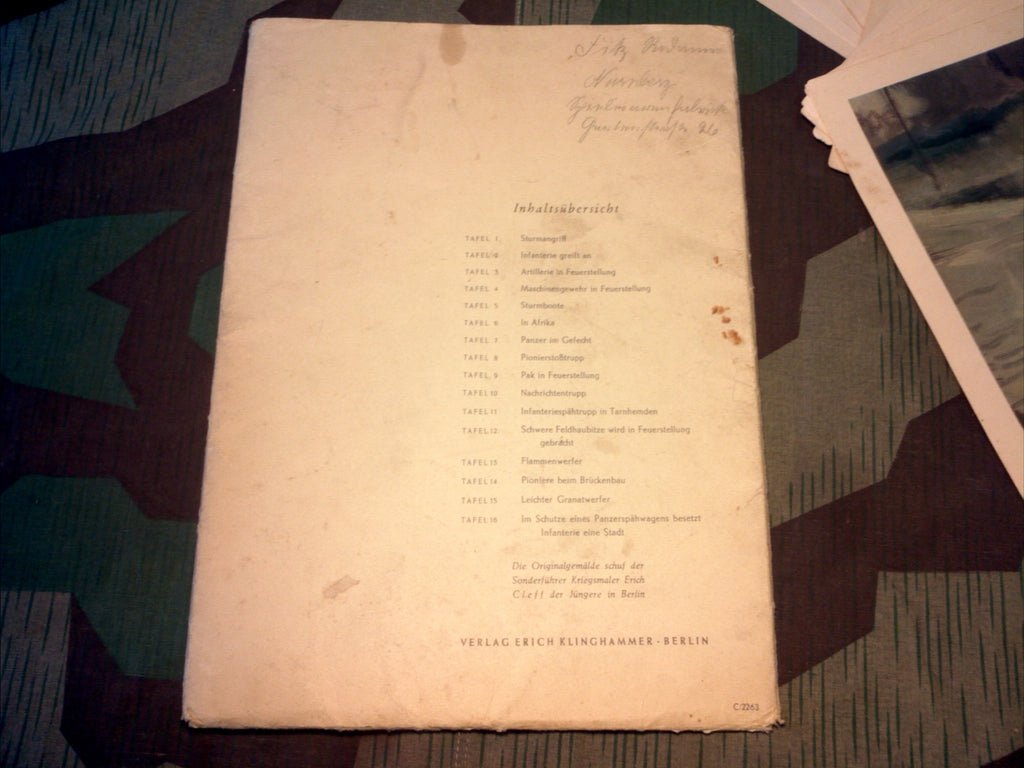 Nürnberg
Inhaltsübersicht
TAFEL 1 Sturmangriff
TAFEL 2 Infanterie greift an
TAFEL 3 Artillerie in Feuerstellung
TAFEL 4 Maschinengewehr in Feuerstellung
TAFEL 5 Sturmboote
TAFEL 6 In Afrika
TAFEL 7 Panzer im Gefecht
TAFEL 8 Pionierstoßtrupp
TAFEL 9 Pak in Feuerstellung
TAFEL 10 Nachrichtentrupp
TAFEL 11 Infanteriespähtrupp in Tarnhemden
TAFEL 12 Schwere Feldhaubitze wird in Feuerstellung
gebracht
TAFEL 13 Flammenwerfer
TAFEL 14 Pioniere beim Brückenbau
TAFEL 15 Leichter Granatwerfer
TAFEL 16 Im Schutze eines Panzerspähwagens besetzt
Infanterie eine Stadt
Die Originalgemälde schuf der
Sonderführer Kriegsmaler Erich
Cleff der Jüngere in Berlin
VERLAG ERICH KLINGHAMMER · BERLIN
C/2263